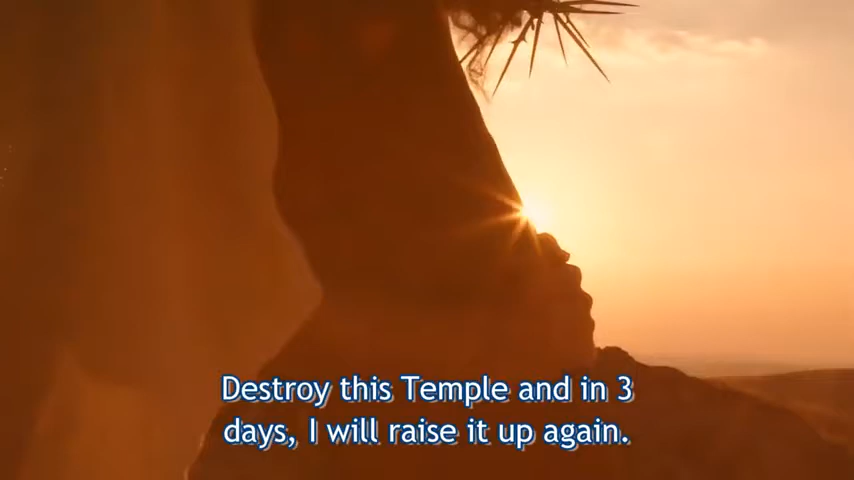 Destroy this Temple and in 3
days, I will raise it up again.